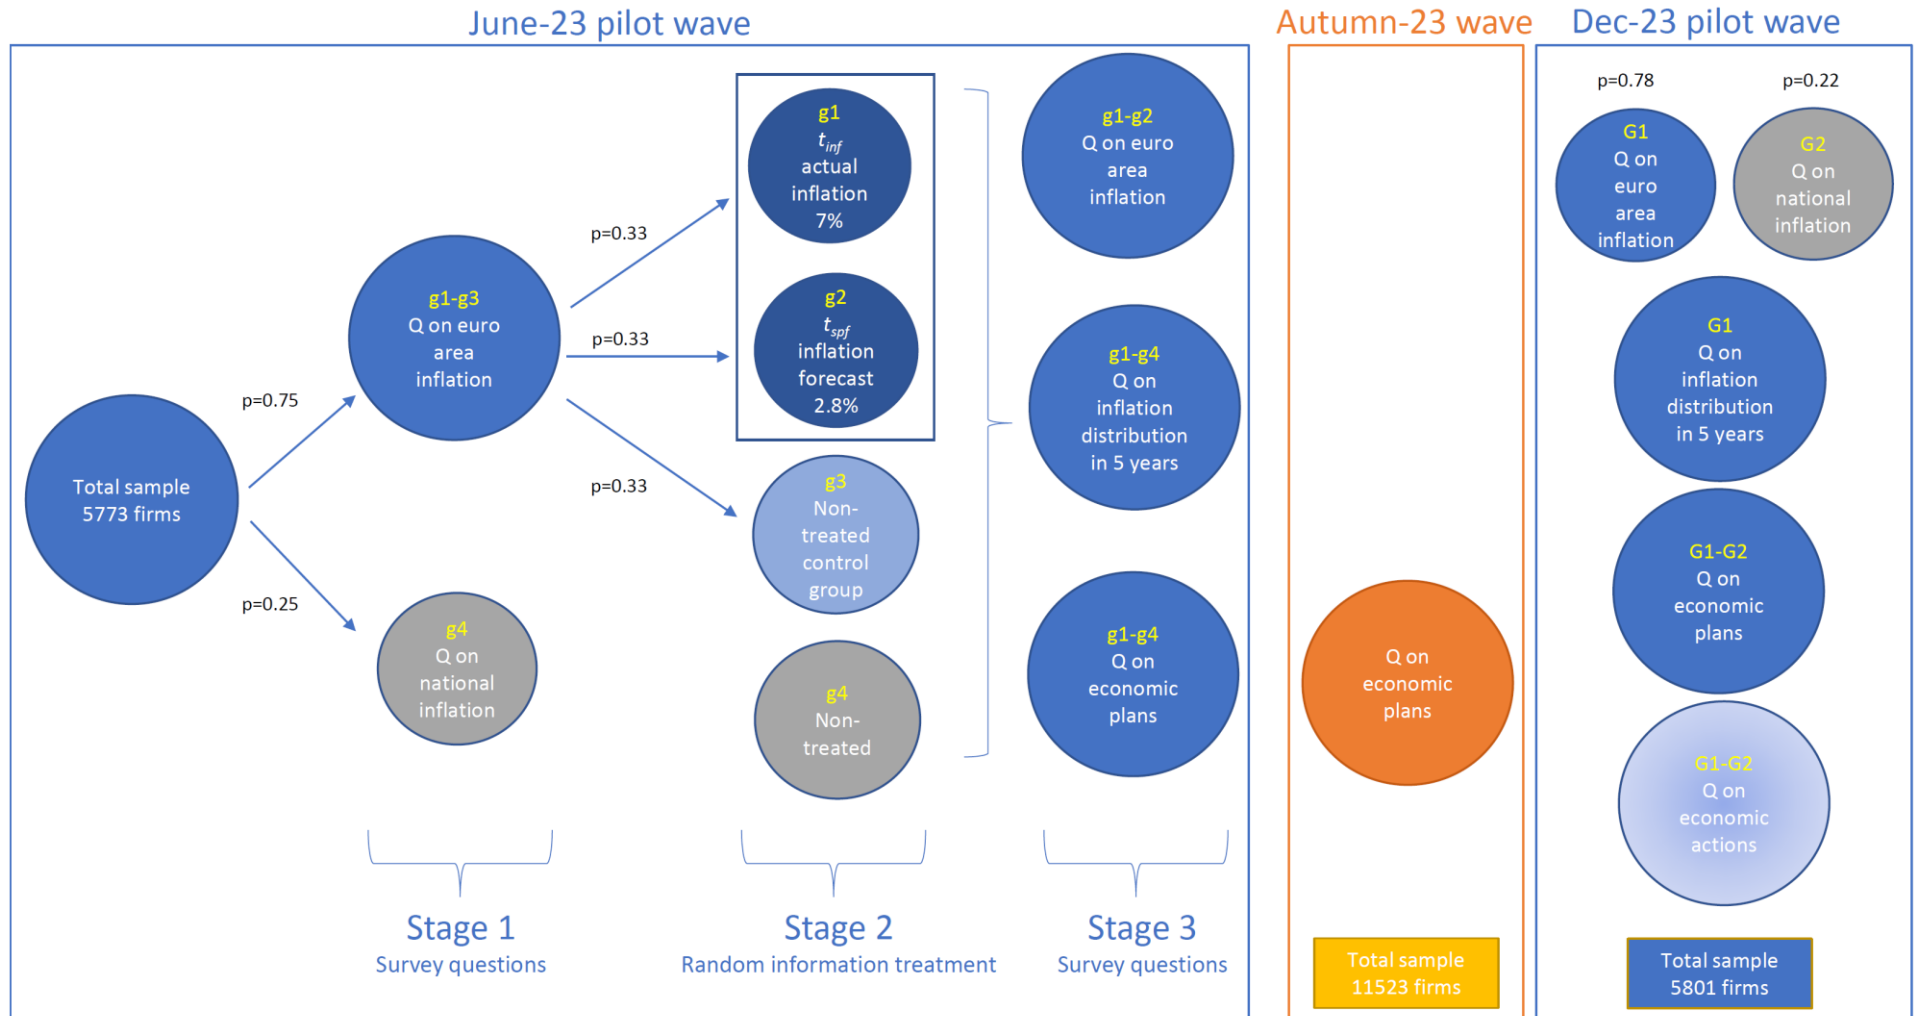 June-23 pilot wave
Autumn-23 wave
Dec-23 pilot wave
Total sample
5773 firms
p=0.75
p=0.25
g1-g3
Q on euro
area
inflation
g4
Q on
national
inflation
p=0.33
p=0.33
p=0.33
g1
t_inf
actual
inflation
7%
g2
t_spf
inflation
forecast
2.8%
g3
Non-
treated
control
group
g4
Non-
treated
g1-g2
Q on euro
area
inflation
g1-g4
Q on
inflation
distribution
in 5 years
g1-g4
Q on
economic
plans
Stage 1
Survey questions
Stage 2
Random information treatment
Stage 3
Survey questions
Q on
economic
plans
Total sample
11523 firms
p=0.78
p=0.22
G1
Q on
euro
area
inflation
G2
Q on
national
inflation
G1
Q on
inflation
distribution
in 5 years
G1-G2
Q on
economic
plans
G1-G2
Q on
economic
actions
Total sample
5801 firms